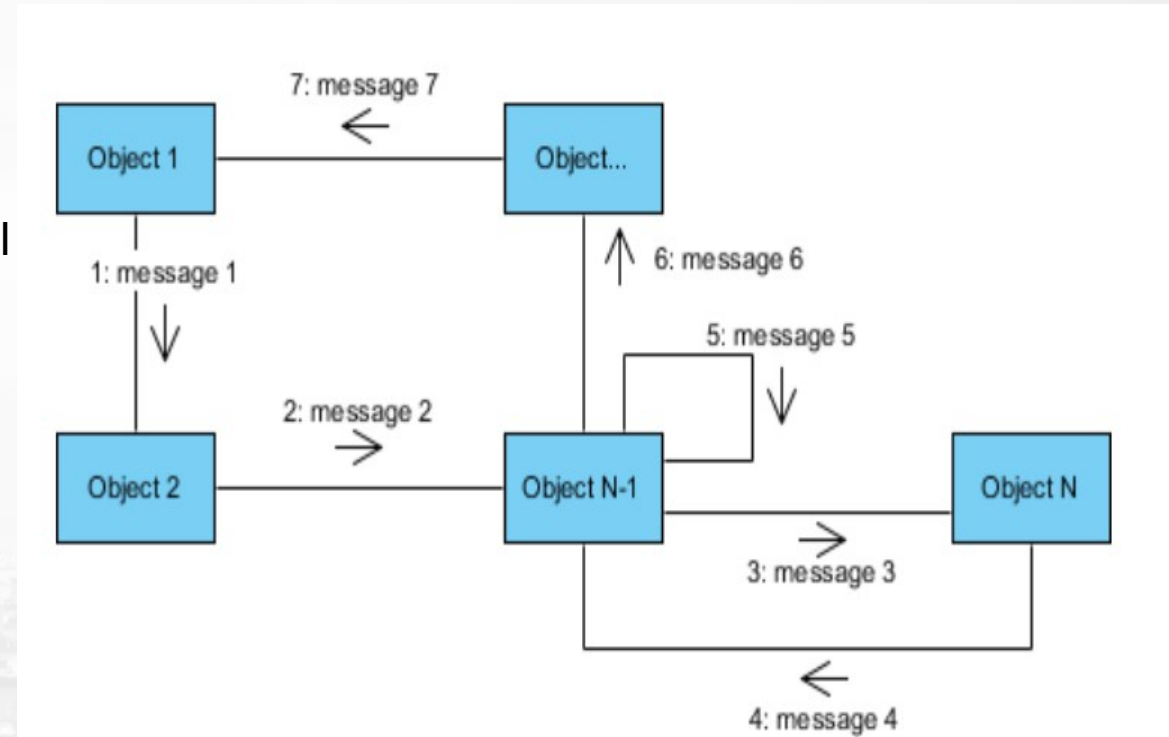 7: message 7
Object 1
Object...
l
1: message 1
6: message 6
5: message 5
2: message 2
Object 2
Object N-1
Object N
3: message 3
4: message 4